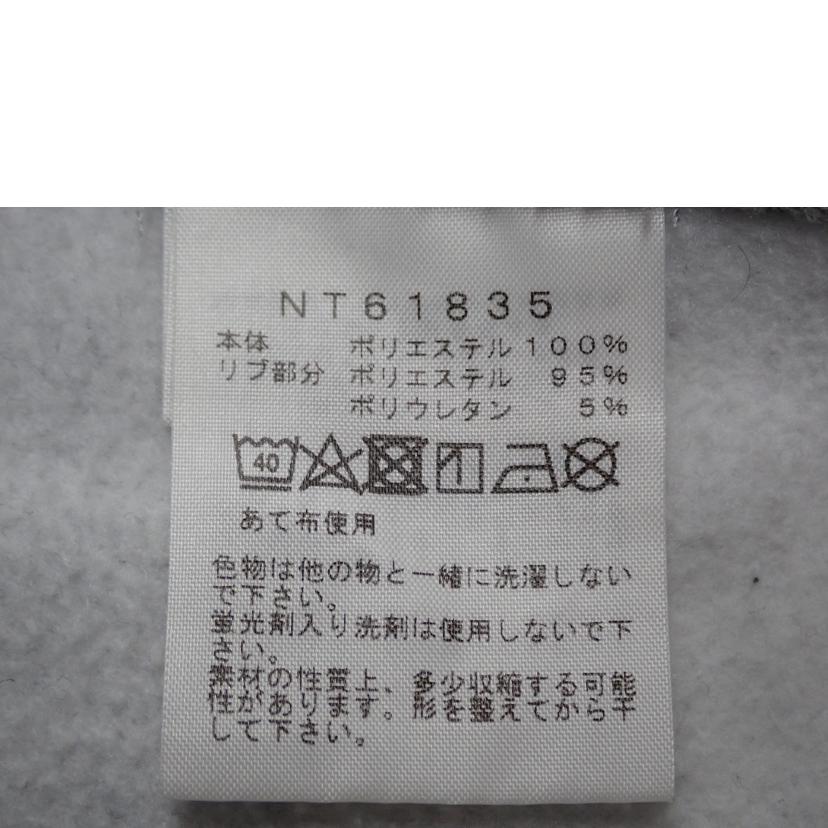 NT61835
本体 ポリエステル100%
リブ部分 ポリエステル 95%
ポリウレタン 5%
40
あて布使用
色物は他の物と一緒に洗濯しない
で下さい。
蛍光剤入り洗剤は使用しないで下
さい。
素材の性質上、多少収縮する可能
性があります。形を整えてから干
して下さい。